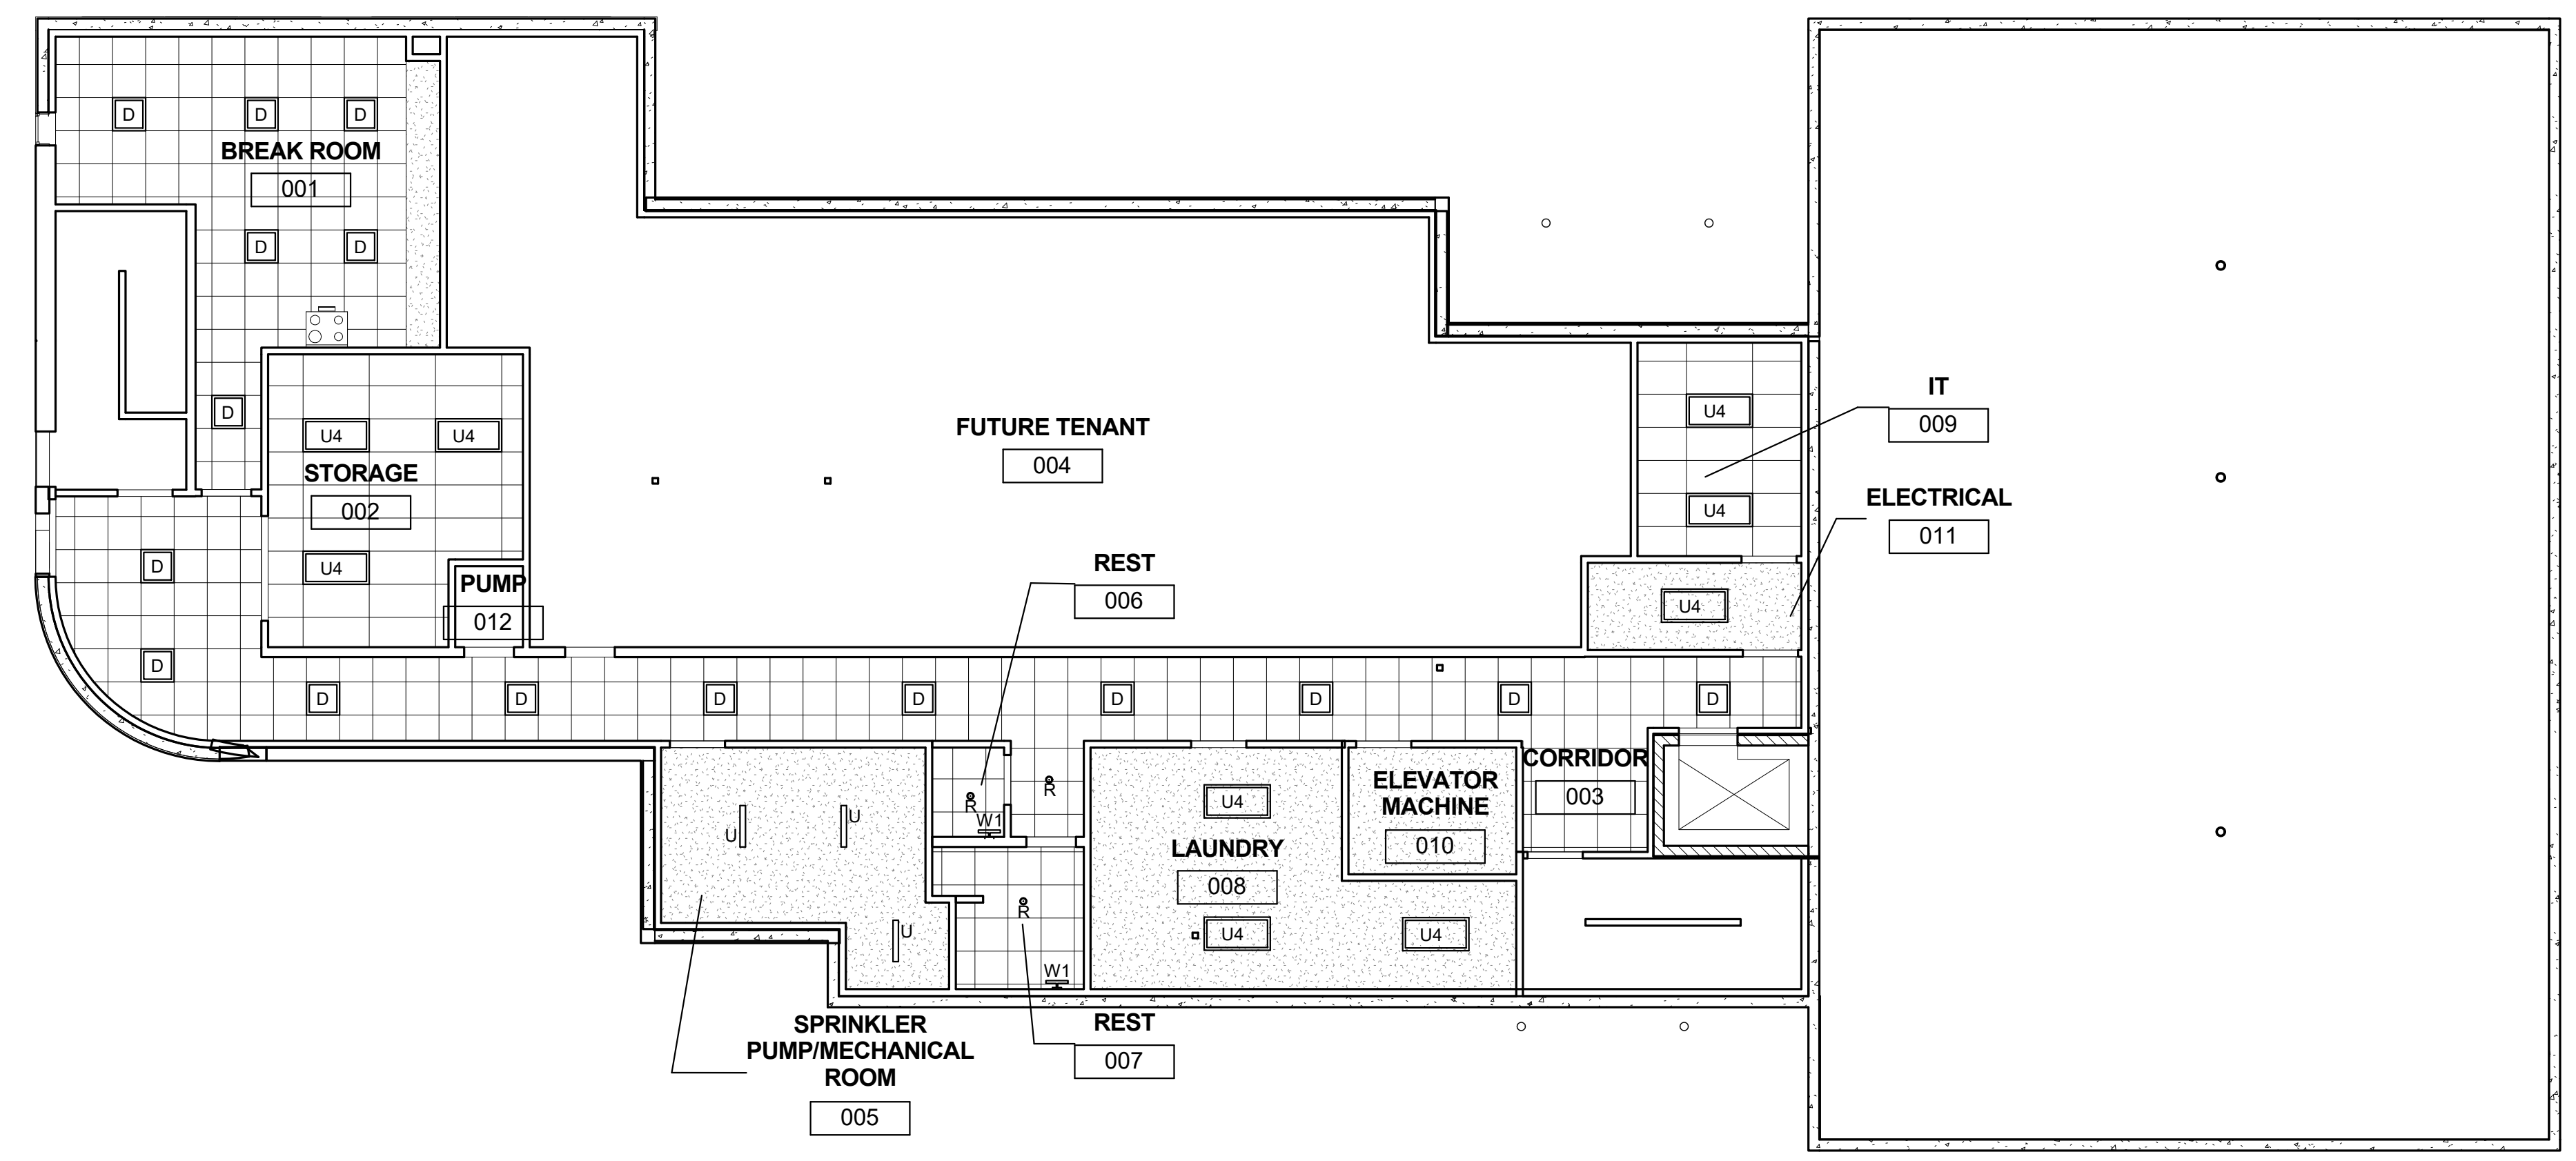 D D D
BREAK ROOM
001
D D
D
U4 U4
STORAGE
002
U4
PUMP
012
FUTURE TENANT
004
IT
009
U4
U4
ELECTRICAL
011
U4
REST
006
D
D
D D D D D D D D
CORRIDOR
003
ELEVATOR
MACHINE
010
R
R
W1
U U
U
U4
LAUNDRY
008
U4 U4
R
W1
SPRINKLER
PUMP/MECHANICAL
ROOM
005
REST
007